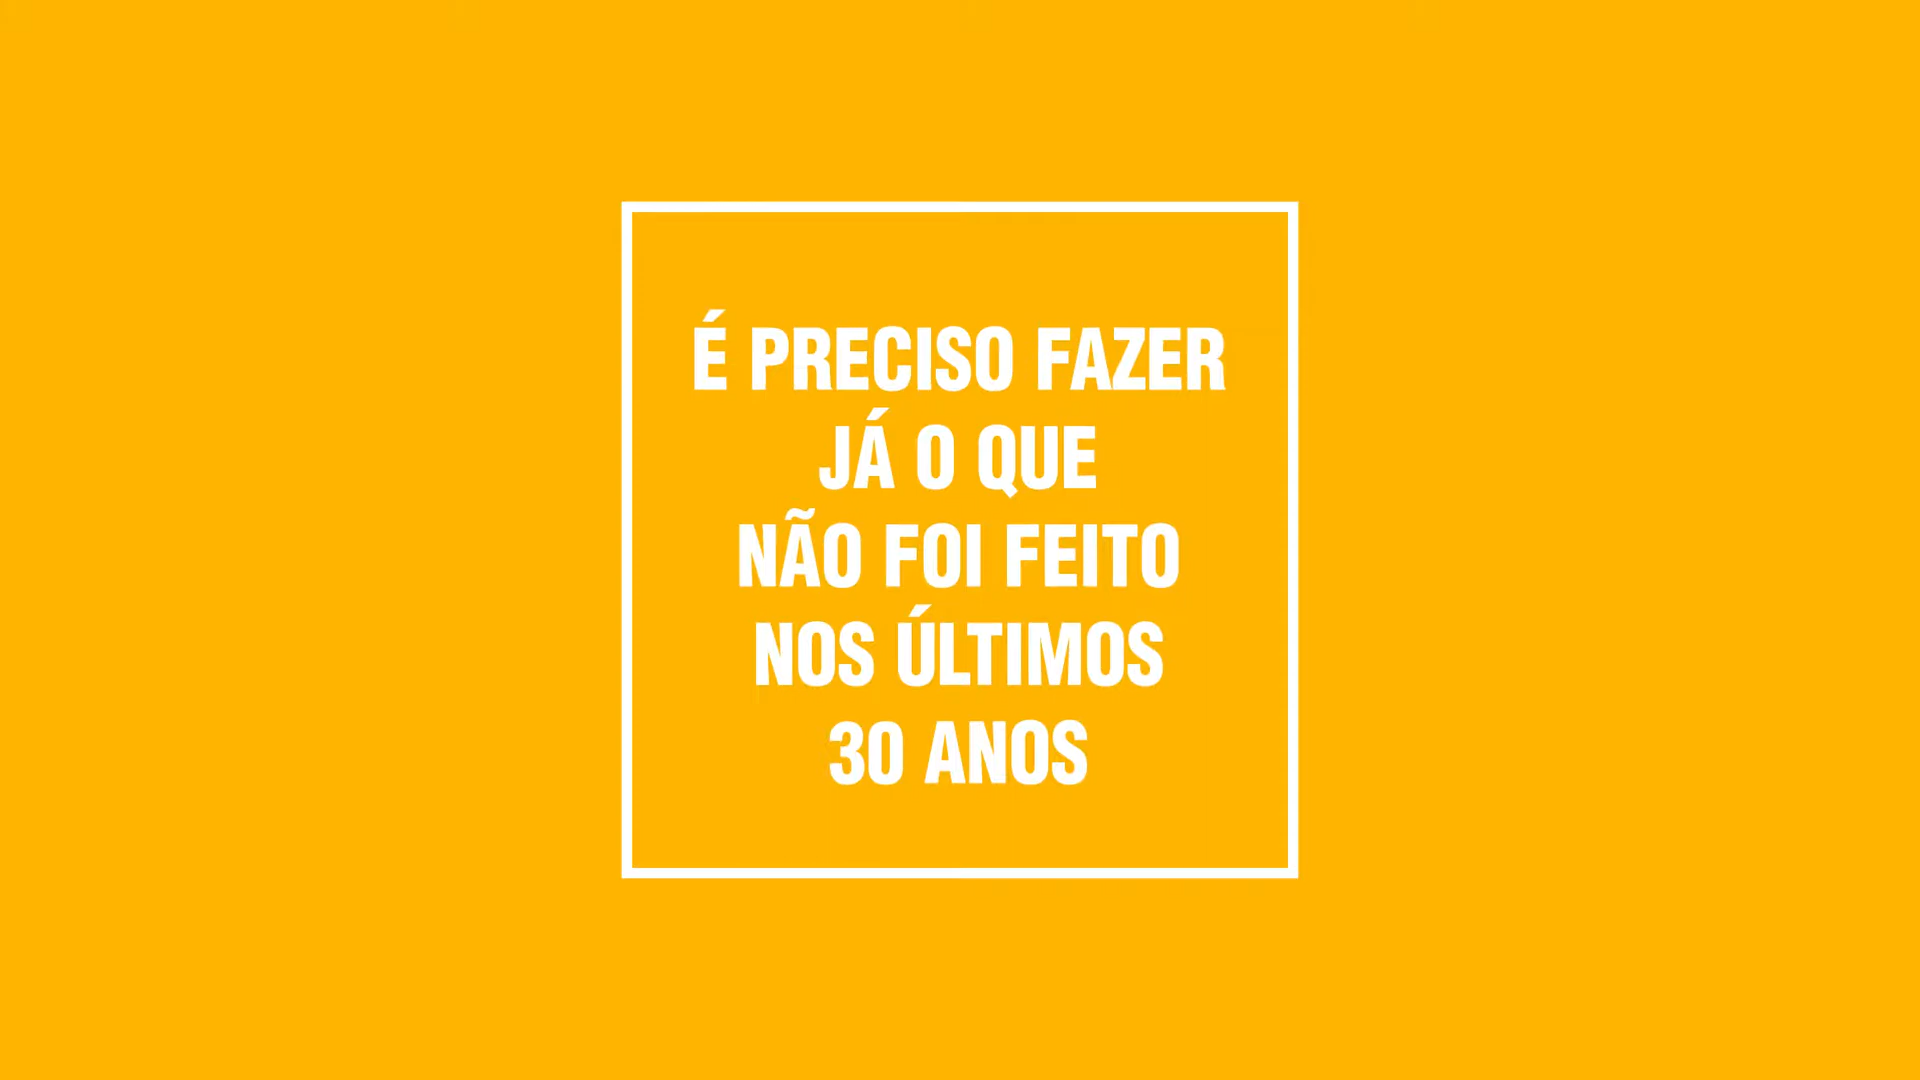 É PRECISO FAZER
JÁ O QUE
NÃO FOI FEITO
NOS ÚLTIMOS
30 ANOS